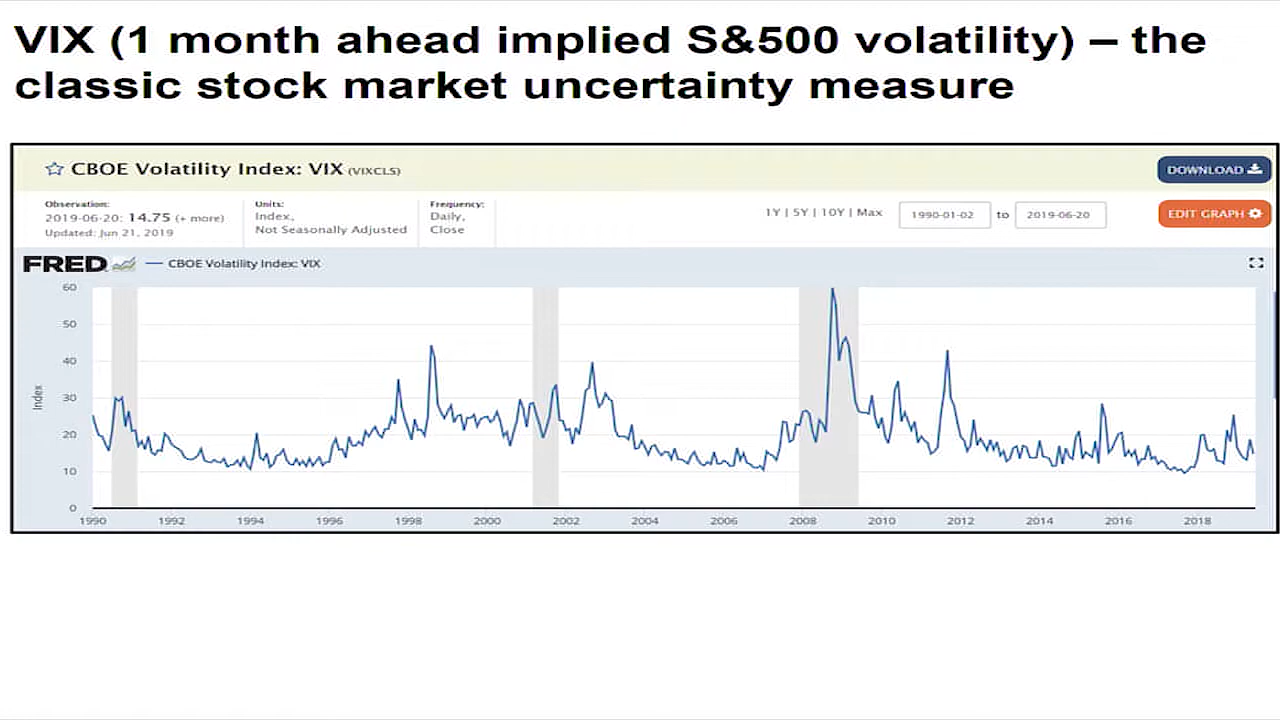 VIX (1 month ahead implied S&500 volatility) – the
classic stock market uncertainty measure
CBOE Volatility Index: VIX (VIXCLS)
DOWNLOAD
Observation:
2019-06-20: 14.75 (+ more)
Updated: Jun 21, 2019
Units:
Index,
Not Seasonally Adjusted
Frequency:
Daily,
Close
1Y | 5Y | 10Y | Max
1990-01-02 to 2019-06-20
EDIT GRAPH
FRED
CBOE Volatility Index: VIX
Index
60
50
40
30
20
10
0
1990 1992 1994 1996 1998 2000 2002 2004 2006 2008 2010 2012 2014 2016 2018